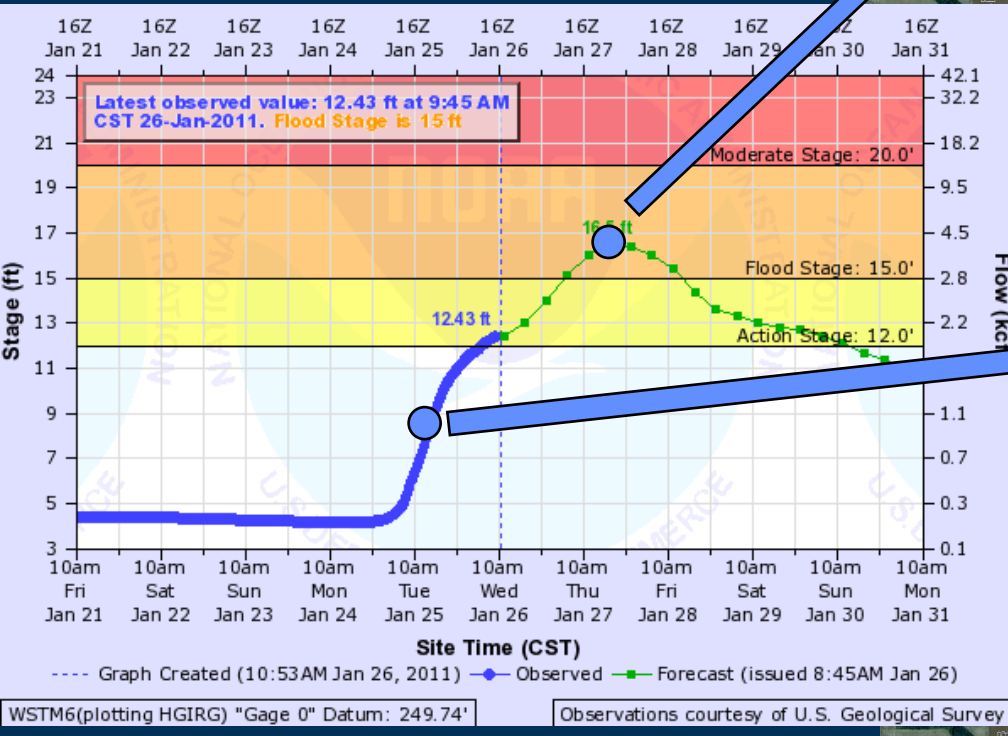 16Z 16Z 16Z 16Z 16Z 16Z 16Z 16Z 16Z 16Z 16Z
Jan 21 Jan 22 Jan 23 Jan 24 Jan 25 Jan 26 Jan 27 Jan 28 Jan 29 Jan 30 Jan 31
24 42.1
23 32.2
Latest observed value: 12.43 ft at 9:45 AM
CST 26-Jan-2011. Flood Stage is 15 ft
21 18.2
Moderate Stage: 20.0'
19 9.5
NOAA
17 4.5
16.5 ft
Flood Stage: 15.0'
15 2.8
13 2.2
12.43 ft
Action Stage: 12.0'
11
9 1.1
7 0.7
5 0.3
3 0.1
Stage (ft)
10am 10am 10am 10am 10am 10am 10am 10am 10am 10am 10am
Fri Sat Sun Mon Tue Wed Thu Fri Sat Sun Mon
Jan 21 Jan 22 Jan 23 Jan 24 Jan 25 Jan 26 Jan 27 Jan 28 Jan 29 Jan 30 Jan 31
Site Time (CST)
Graph Created (10:53AM Jan 26, 2011) Observed Forecast (issued 8:45AM Jan 26)
WSTM6(plotting HGIRG) "Gage 0" Datum: 249.74'
Observations courtesy of U.S. Geological Survey